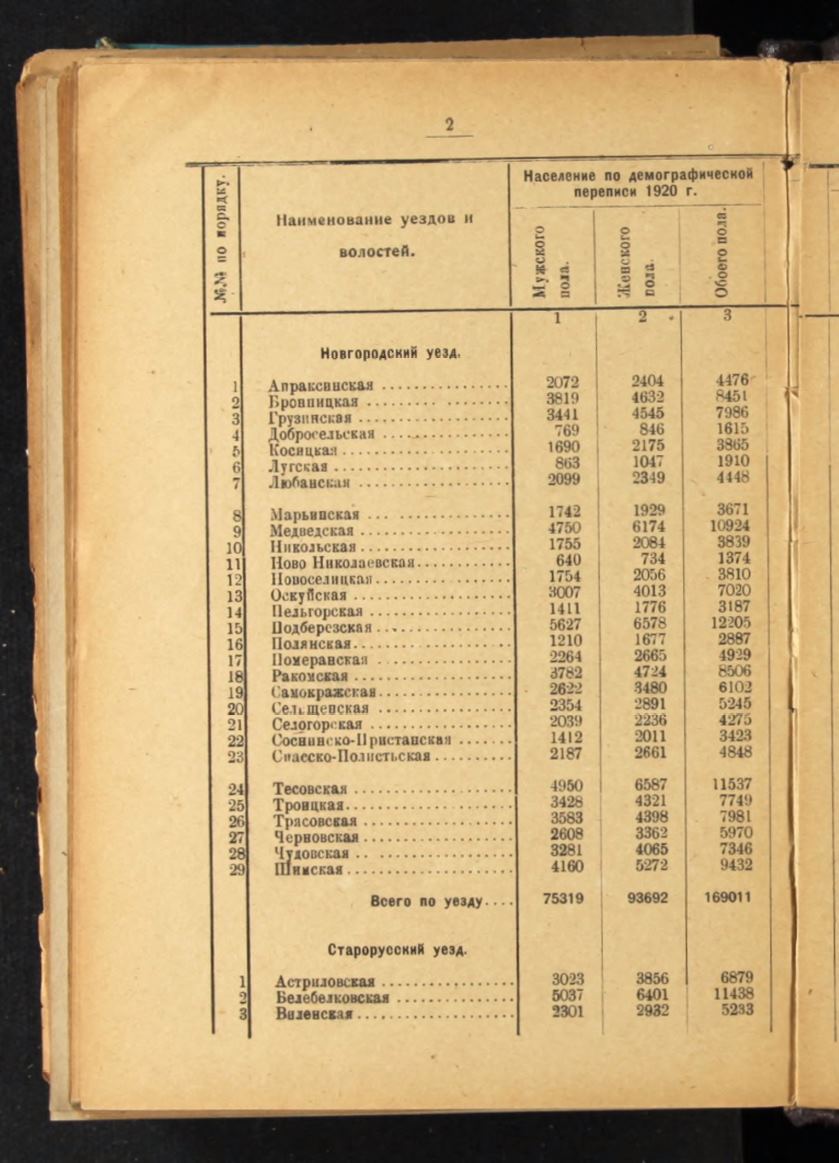 2
№№ по порядку.
Наименование уездов и
волостей.
Население по демографической
переписи 1920 г.
Мужского
пола.
Женского
пола.
Обоего пола.
1 2 3
Новгородский уезд.
1 Апраксинская 2072 2404 4476
2 Бронницкая 3819 4632 8451
3 Грузинская 3441 4545 7986
4 Добросельская 769 846 1615
5 Косицкая 1690 2175 3865
6 Лугская 863 1047 1910
7 Любанская 2099 2349 4448
8 Марьинская 1742 1929 3671
9 Медведская 4750 6174 10924
10 Никольская 1755 2084 3839
11 Ново Николаевская 640 734 1374
12 Новоселицкая 1754 2056 3810
13 Оскуйская 3007 4013 7020
14 Пельгорская 1411 1776 3187
15 Подберезская 5627 6578 12205
16 Полянская 1210 1677 2887
17 Померанская 2264 2665 4929
18 Ракомская 3782 4724 8506
19 Самокражская 2622 3480 6102
20 Селищенская 2354 2891 5245
21 Селогорская 2039 2236 4275
22 Соснинско-Пристанская 1412 2011 3423
23 Спасско-Полистьская 2187 2661 4848
24 Тесовская 4950 6587 11537
25 Троицкая 3428 4321 7749
26 Трясовская 3583 4398 7981
27 Черновская 2608 3362 5970
28 Чудовская 3281 4065 7346
29 Шимская 4160 5272 9432
Всего по уезду 75319 93692 169011
Старорусский уезд.
1 Астриловская 3023 3856 6879
2 Белебелковская 5037 6401 11438
3 Виленская 2301 2932 5233